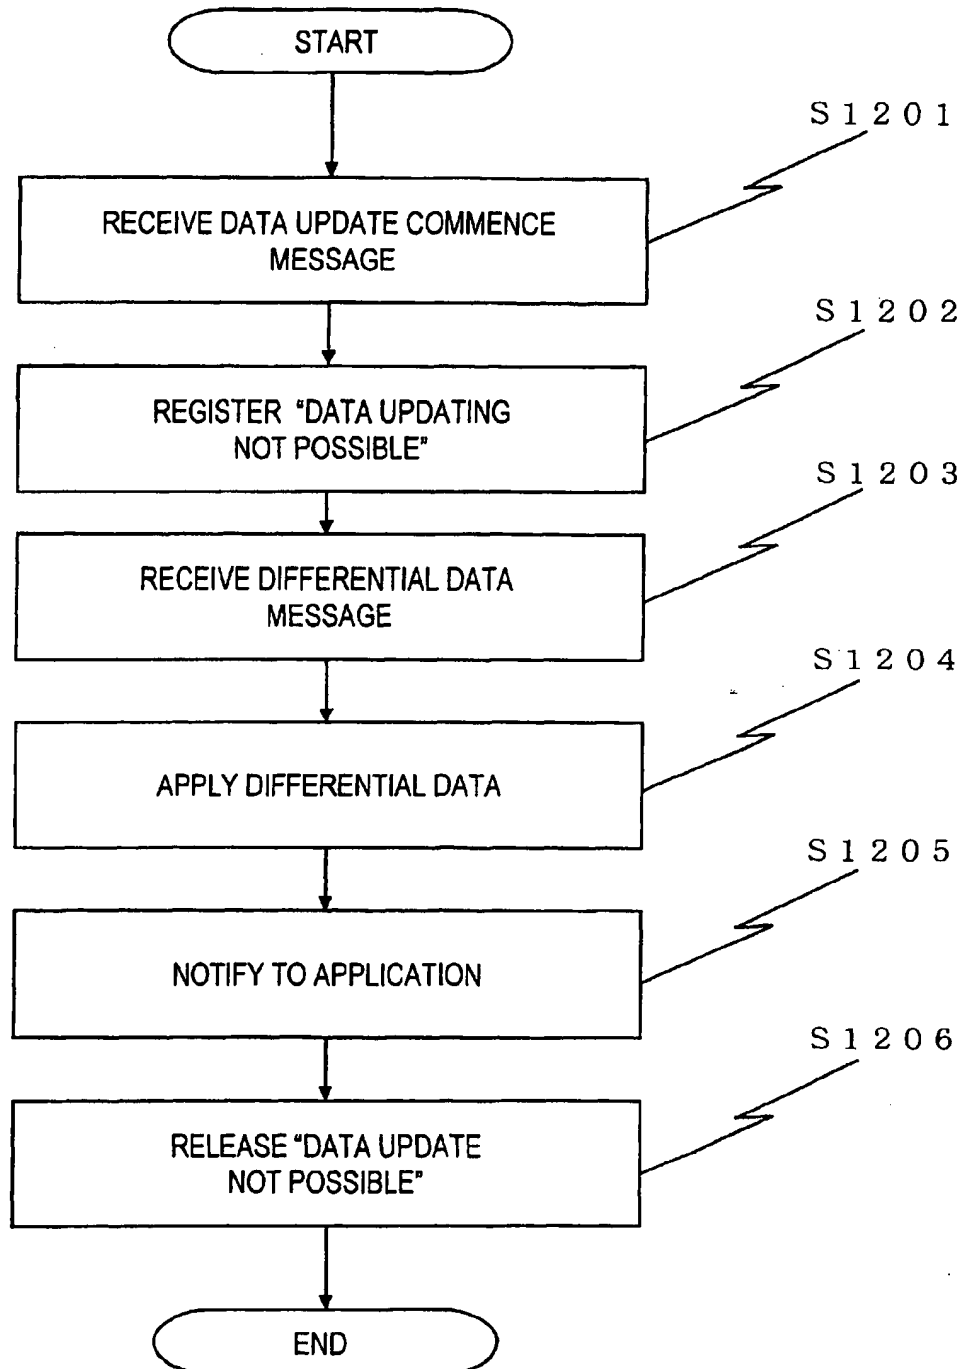 START
S1201
RECEIVE DATA UPDATE COMMENCE
MESSAGE
S1202
REGISTER "DATA UPDATING
NOT POSSIBLE"
S1203
RECEIVE DIFFERENTIAL DATA
MESSAGE
S1204
APPLY DIFFERENTIAL DATA
S1205
NOTIFY TO APPLICATION
S1206
RELEASE "DATA UPDATE
NOT POSSIBLE"
END